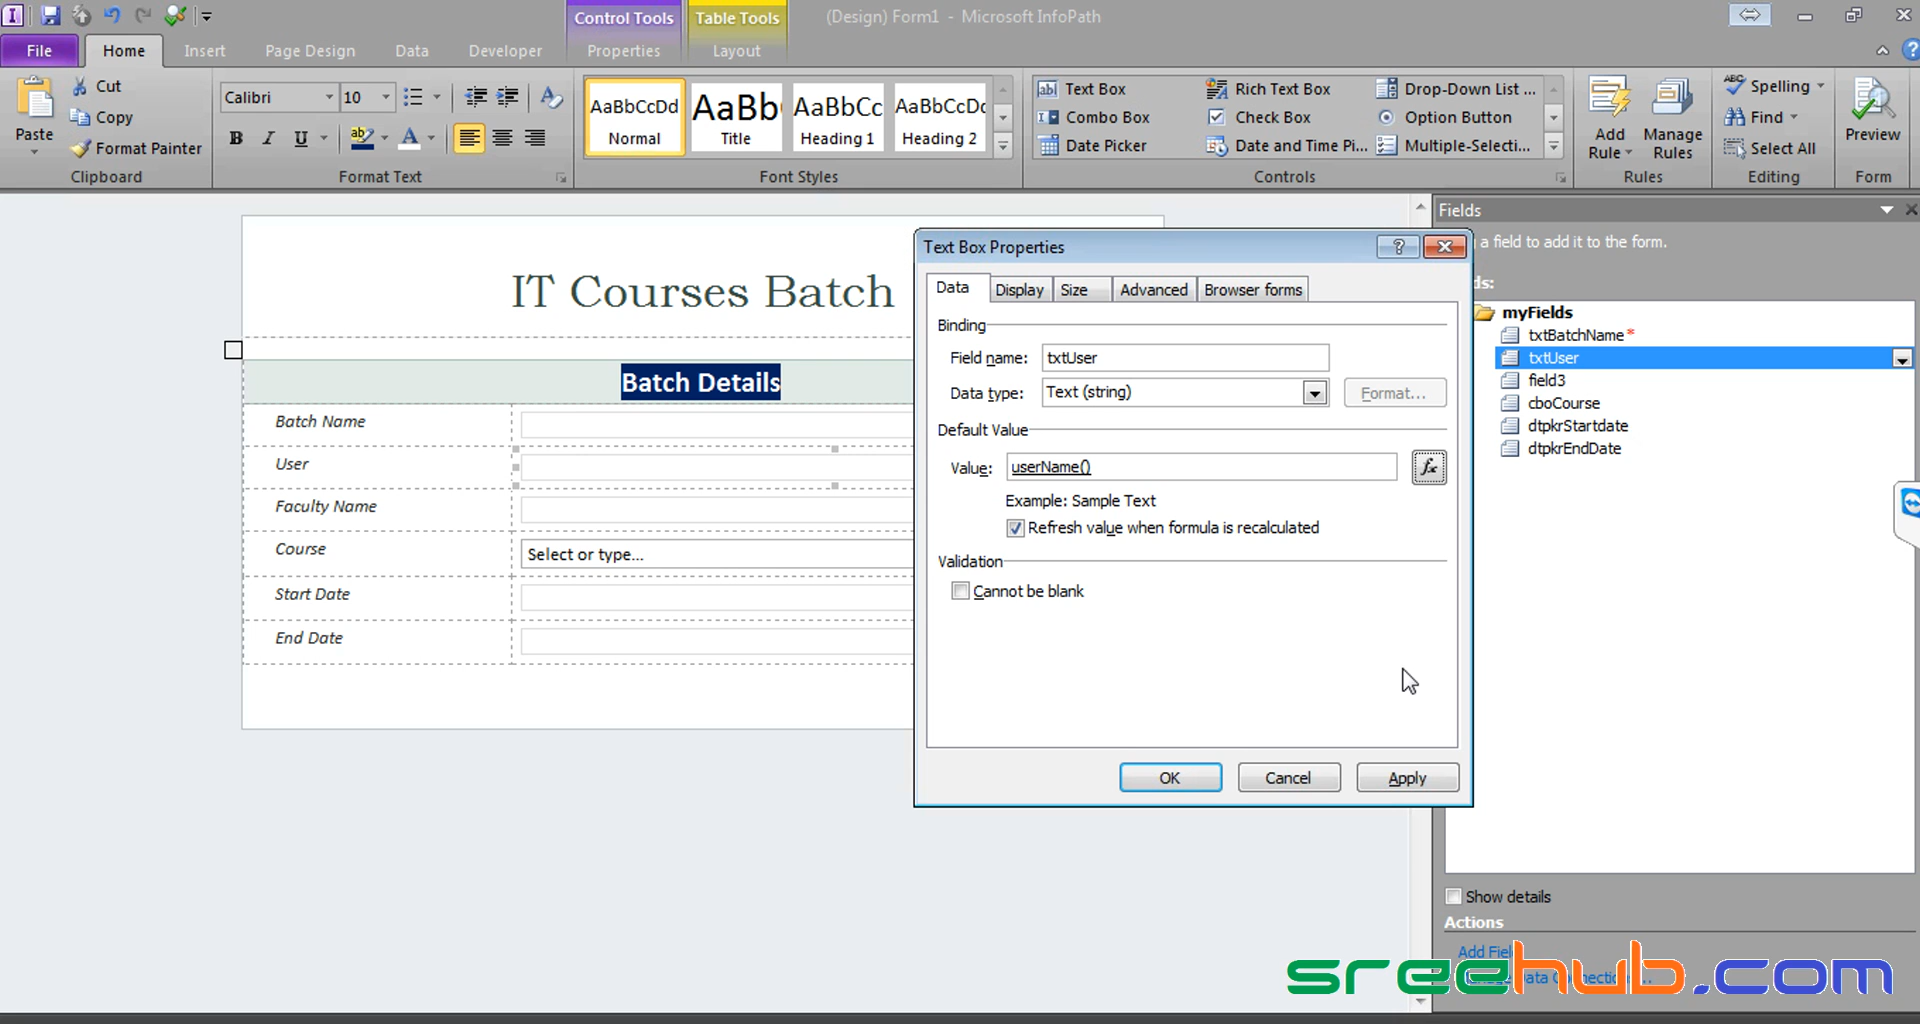 Control Tools
Table Tools
(Design) Form1 - Microsoft InfoPath
File
Home
Insert
Page Design
Data
Developer
Properties
Layout
Paste
Cut
Copy
Format Painter
Clipboard
Calibri
10
B I U
ab
A
Format Text
AaBbCcDd
Normal
AaBb
Title
AaBbCc
Heading 1
AaBbCcDc
Heading 2
Font Styles
Text Box
Combo Box
Date Picker
Rich Text Box
Check Box
Date and Time Pi...
Drop-Down List ...
Option Button
Multiple-Selecti...
Controls
Add
Rule
Manage
Rules
Rules
Spelling
Find
Select All
Editing
Preview
Form
IT Courses Batch
Batch Details
Batch Name
User
Faculty Name
Course
Select or type...
Start Date
End Date
Text Box Properties
Data
Display
Size
Advanced
Browser forms
Binding
Field name:
txtUser
Data type:
Text (string)
Format...
Default Value
Value:
userName()
fx
Example: Sample Text
Refresh value when formula is recalculated
Validation
Cannot be blank
OK
Cancel
Apply
Fields
a field to add it to the form.
ds:
myFields
txtBatchName *
txtUser
field3
cboCourse
dtpkrStartdate
dtpkrEndDate
Show details
Actions
Add Fiel
sreehub.com